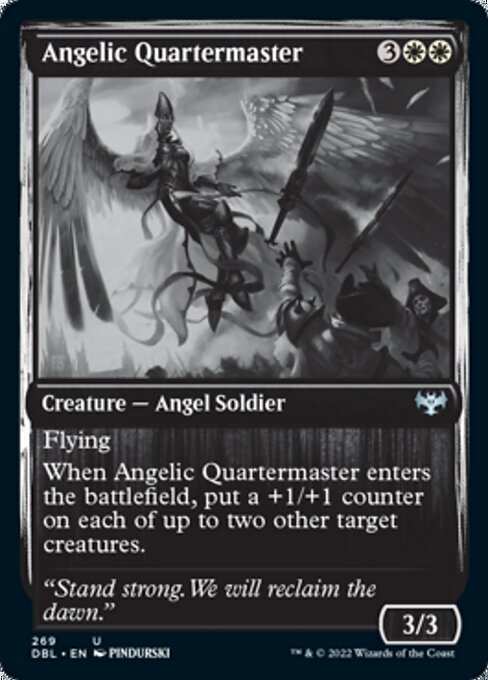 Angelic Quartermaster 3
Creature — Angel Soldier
Flying
When Angelic Quartermaster enters
the battlefield, put a +1/+1 counter
on each of up to two other target
creatures.
“Stand strong. We will reclaim the
dawn.”
3/3
269 U
DBL • EN PINDURSKI ™ & © 2022 Wizards of the Coast